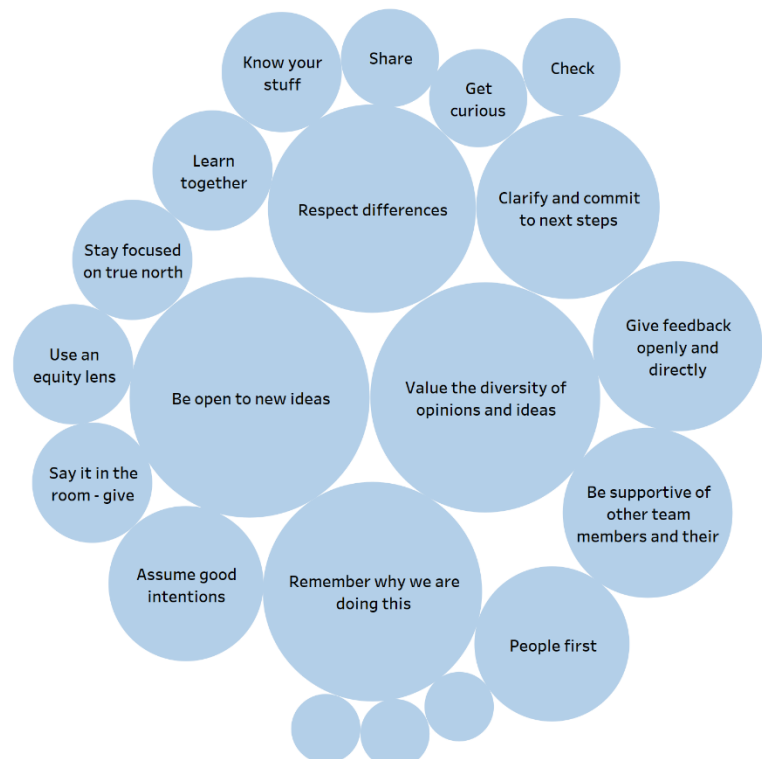 Know your
stuff
Share
Get
curious
Check
Learn
together
Respect differences
Clarify and commit
to next steps
Stay focused
on true north
Give feedback
openly and
directly
Use an
equity lens
Be open to new ideas
Value the diversity of
opinions and ideas
Say it in the
room - give
Be supportive of
other team
members and their
Assume good
intentions
Remember why we are
doing this
People first